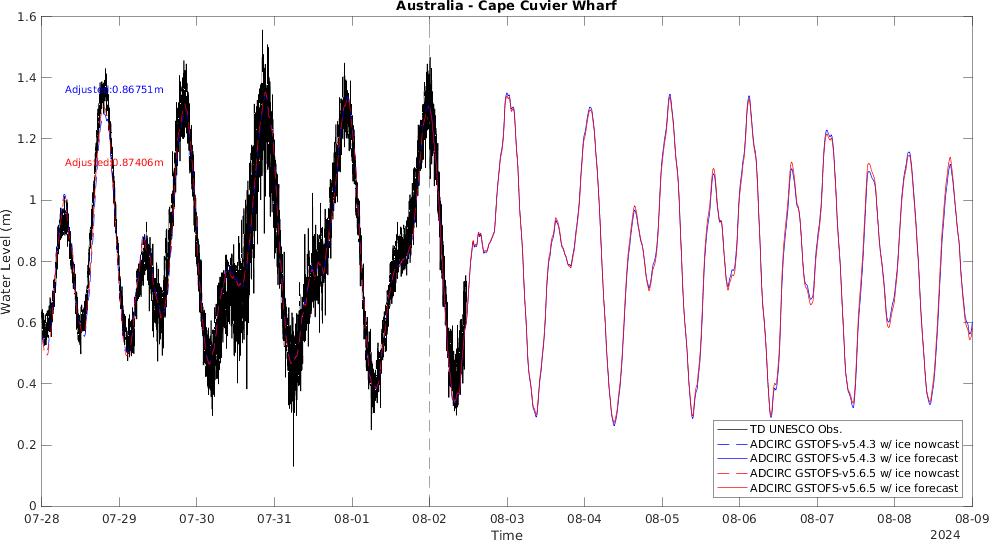 Australia - Cape Cuvier Wharf
1.6
1.4
1.2
1
0.8
0.6
0.4
0.2
0
Water Level (m)
Adjusted:0.86751m
Adjusted:0.87406m
TD UNESCO Obs.
ADCIRC GSTOFS-v5.4.3 w/ ice nowcast
ADCIRC GSTOFS-v5.4.3 w/ ice forecast
ADCIRC GSTOFS-v5.6.5 w/ ice nowcast
ADCIRC GSTOFS-v5.6.5 w/ ice forecast
07-28 07-29 07-30 07-31 08-01 08-02 08-03 08-04 08-05 08-06 08-07 08-08 08-09
Time
2024